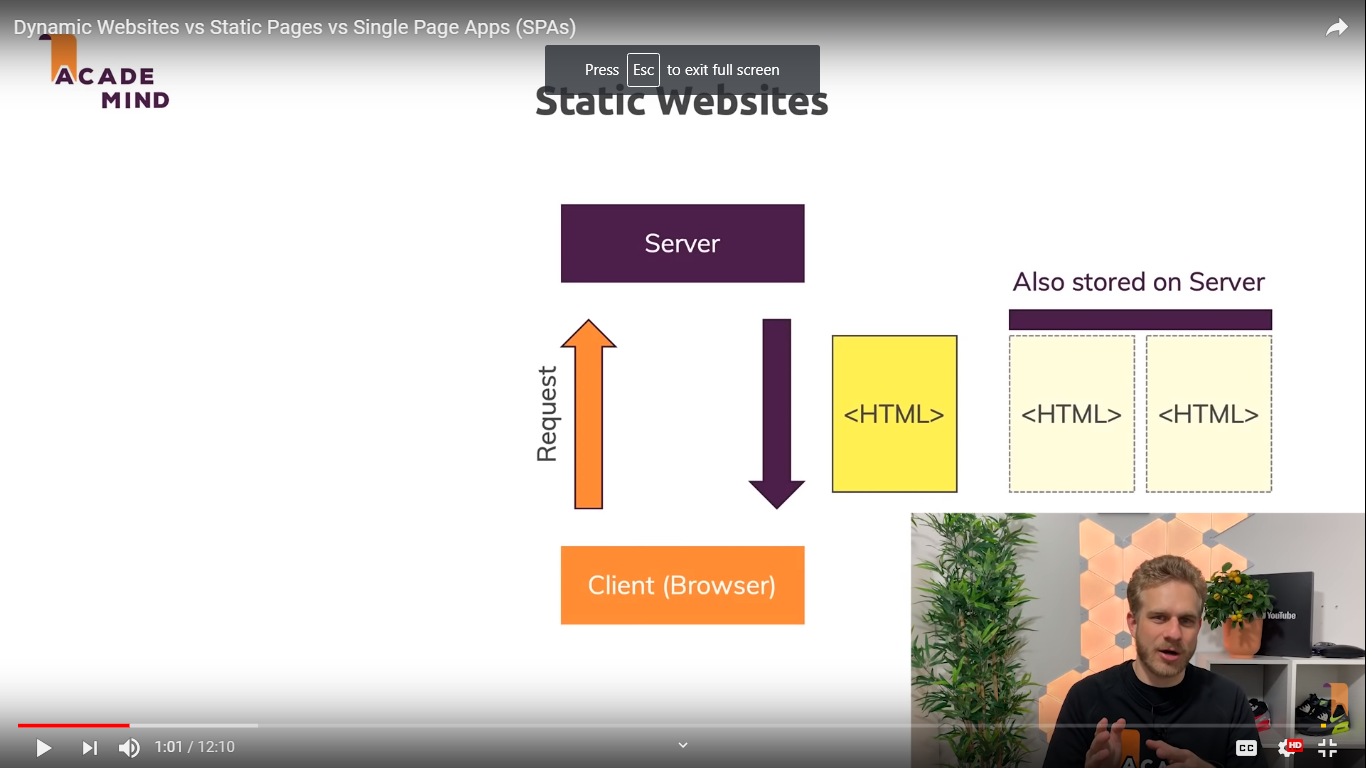 Dynamic Websites vs Static Pages vs Single Page Apps (SPAs)
ACADE
MIND
Press Esc to exit full screen
Static Websites
Server
Also stored on Server
Request
<HTML>
<HTML>
<HTML>
Client (Browser)
YouTube
1:01 / 12:10
CC
HD